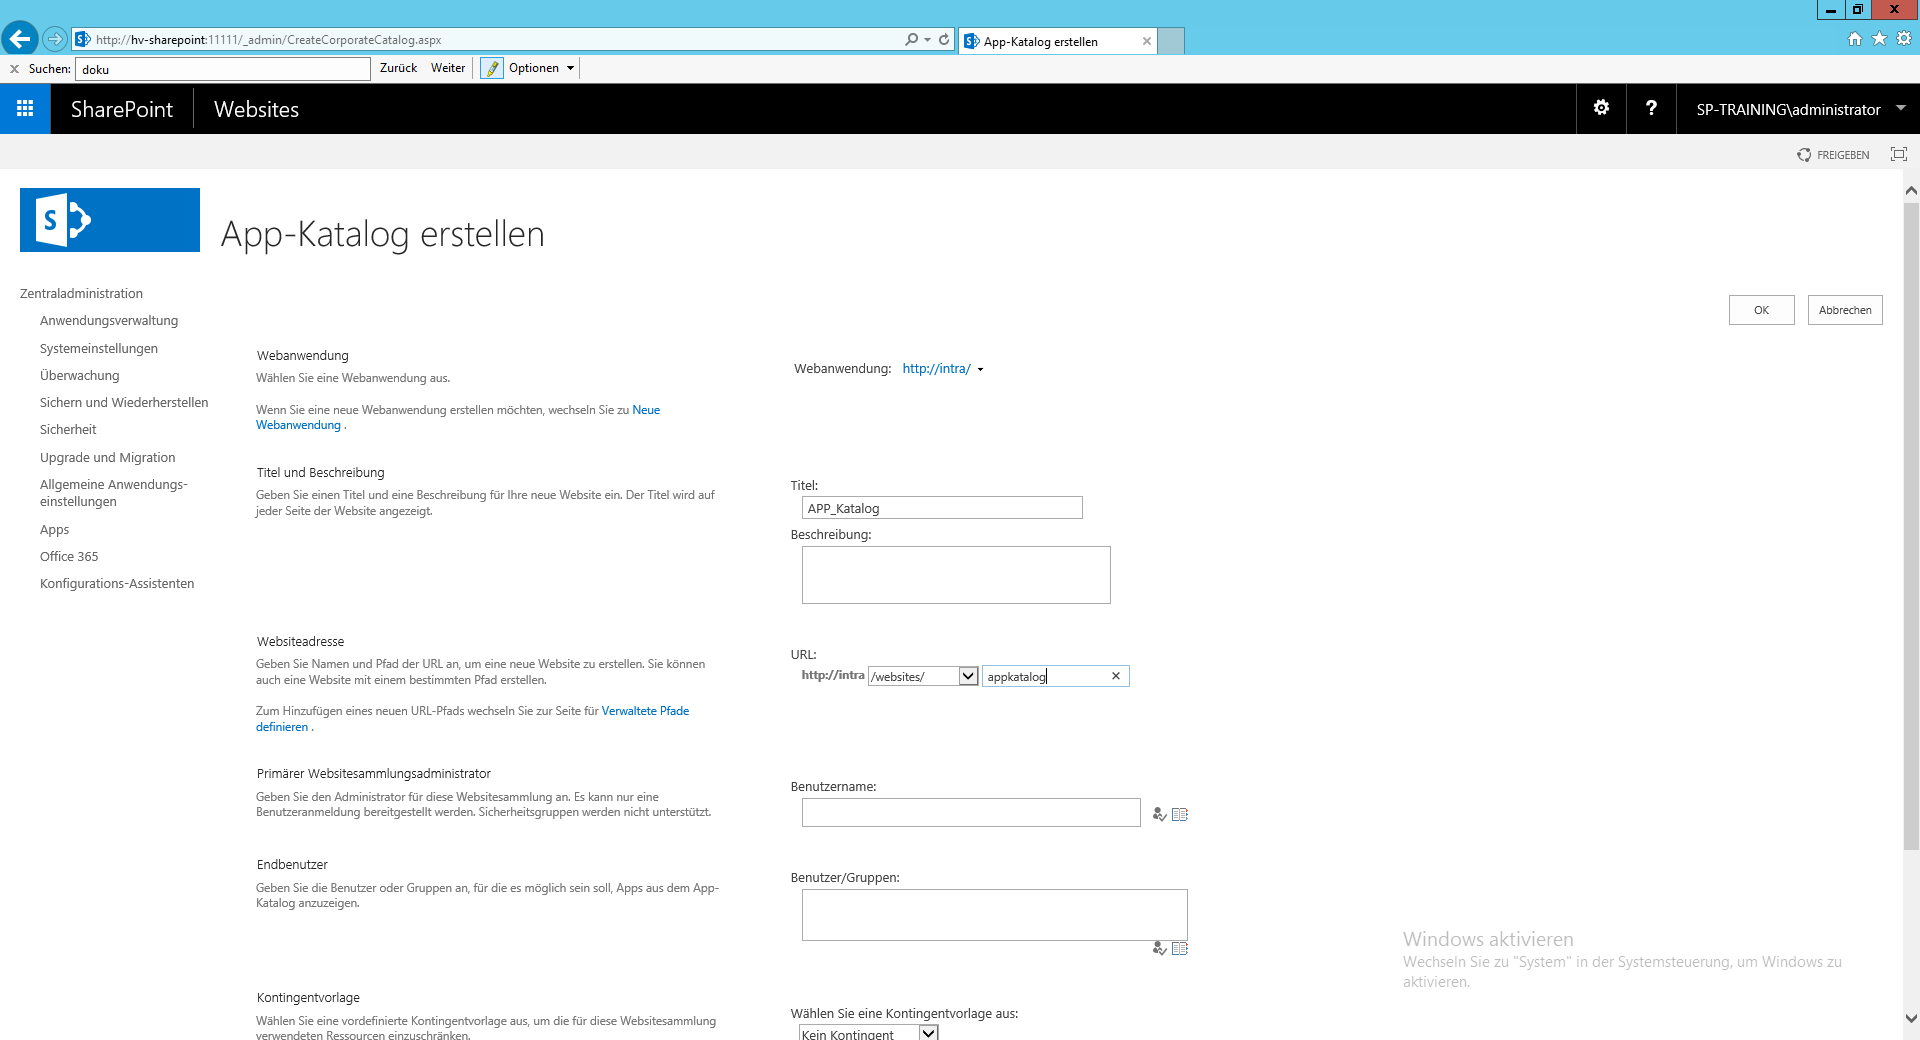 http://hv-sharepoint:11111/_admin/CreateCorporateCatalog.aspx
App-Katalog erstellen
Suchen: doku Zurück Weiter Optionen
SharePoint Websites SP-TRAINING\administrator
FREIGEBEN
App-Katalog erstellen
Zentraladministration
Anwendungsverwaltung
Systemeinstellungen
Überwachung
Sichern und Wiederherstellen
Sicherheit
Upgrade und Migration
Allgemeine Anwendungs-
einstellungen
Apps
Office 365
Konfigurations-Assistenten
OK Abbrechen
Webanwendung
Wählen Sie eine Webanwendung aus.
Wenn Sie eine neue Webanwendung erstellen möchten, wechseln Sie zu Neue
Webanwendung .
Webanwendung: http://intra/
Titel und Beschreibung
Geben Sie einen Titel und eine Beschreibung für Ihre neue Website ein. Der Titel wird auf
jeder Seite der Website angezeigt.
Titel:
APP_Katalog
Beschreibung:
Websiteadresse
Geben Sie Namen und Pfad der URL an, um eine neue Website zu erstellen. Sie können
auch eine Website mit einem bestimmten Pfad erstellen.
Zum Hinzufügen eines neuen URL-Pfads wechseln Sie zur Seite für Verwaltete Pfade
definieren .
URL:
http://intra /websites/ appkatalog
Primärer Websitesammlungsadministrator
Geben Sie den Administrator für diese Websitesammlung an. Es kann nur eine
Benutzeranmeldung bereitgestellt werden. Sicherheitsgruppen werden nicht unterstützt.
Benutzername:
Endbenutzer
Geben Sie die Benutzer oder Gruppen an, für die es möglich sein soll, Apps aus dem App-
Katalog anzuzeigen.
Benutzer/Gruppen:
Kontingentvorlage
Wählen Sie eine vordefinierte Kontingentvorlage aus, um die für diese Websitesammlung
verwendeten Ressourcen einzuschränken.
Wählen Sie eine Kontingentvorlage aus:
Kein Kontingent
Windows aktivieren
Wechseln Sie zu "System" in der Systemsteuerung, um Windows zu
aktivieren.